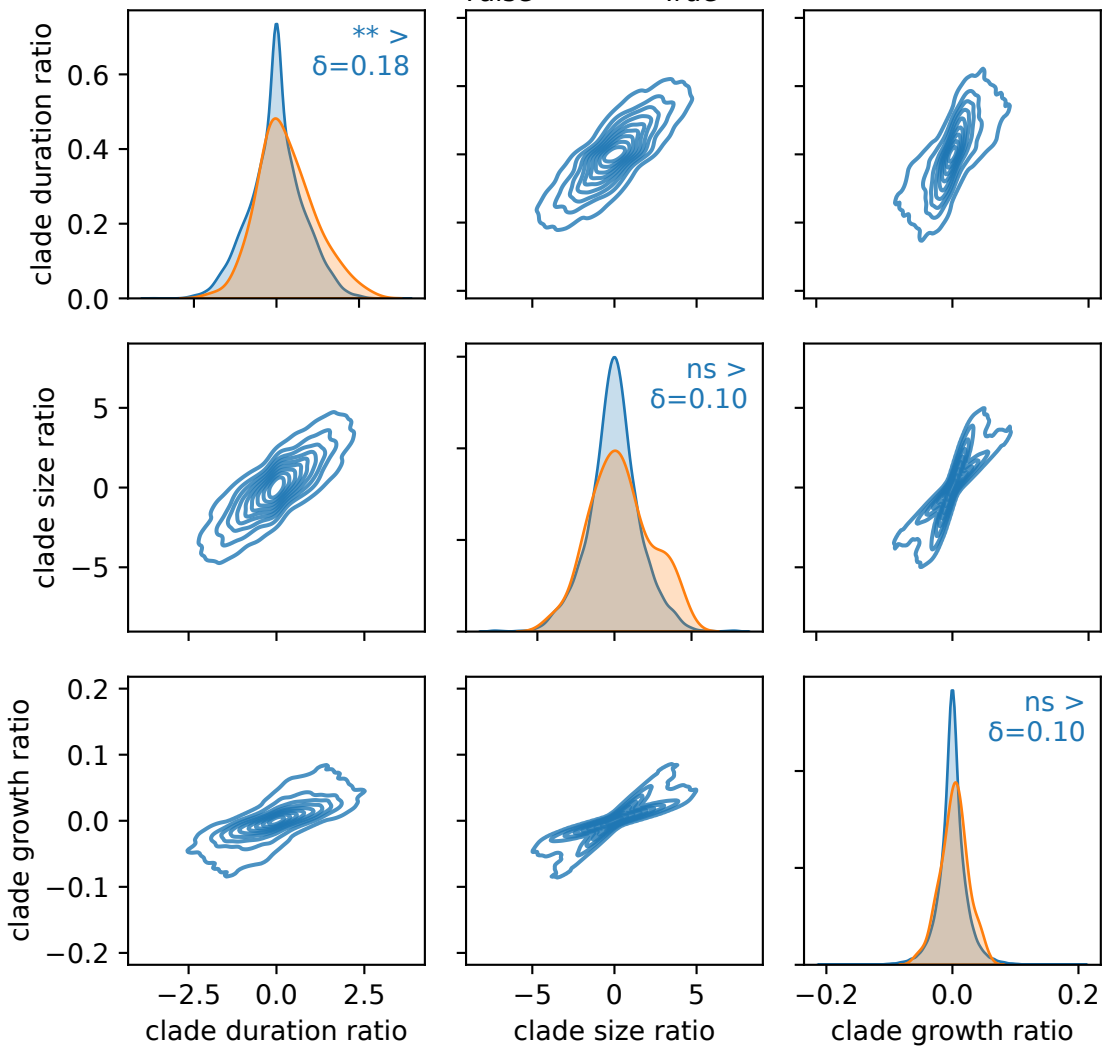 ** >
δ=0.18
clade duration ratio
0.6
0.4
0.2
0.0
ns >
δ=0.10
clade size ratio
5
0
−5
ns >
δ=0.10
clade growth ratio
0.2
0.1
0.0
−0.1
−0.2
−2.5 0.0 2.5
−5 0 5
−0.2 0.0 0.2
clade duration ratio
clade size ratio
clade growth ratio